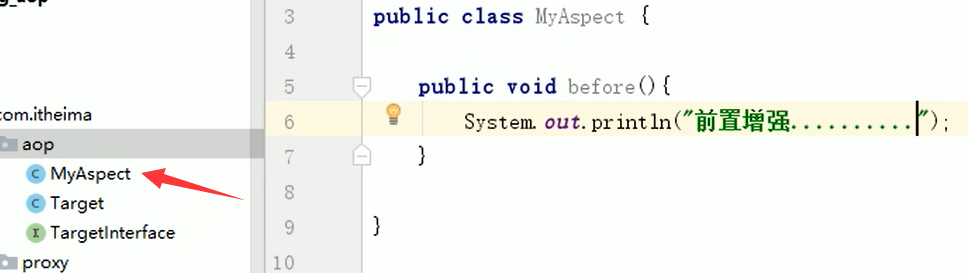 g_aop
com.itheima
aop
C MyAspect
C Target
I TargetInterface
proxy
3 public class MyAspect {
4
5 public void before(){
6 System.out.println("前置增强..........");
7 }
8
9 }
10